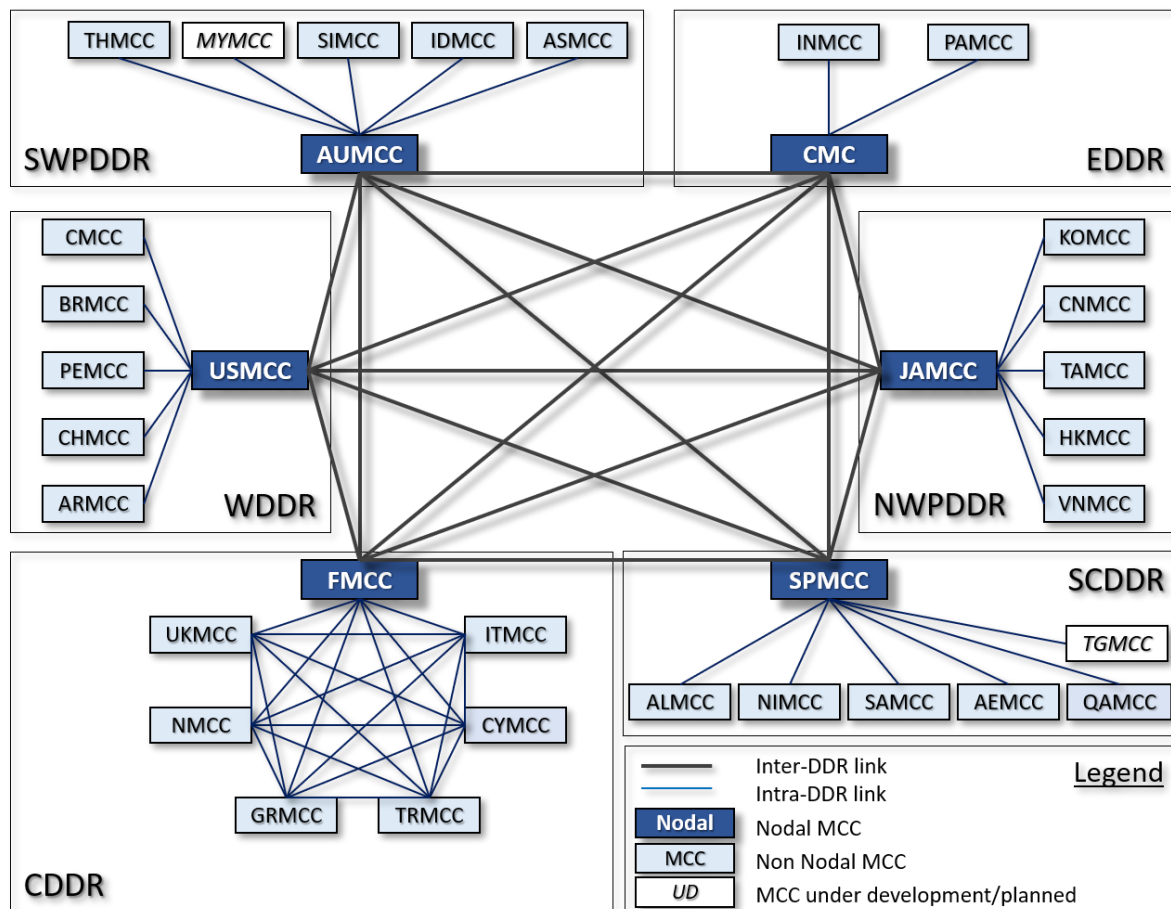 THMCC
MYMCC
SIMCC
IDMCC
ASMCC
AUMCC
SWPDDR
INMCC
PAMCC
CMC
EDDR
CMCC
BRMCC
PEMCC
CHMCC
ARMCC
USMCC
WDDR
KOMCC
CNMCC
TAMCC
HKMCC
VNMCC
JAMCC
NWPDDR
FMCC
UKMCC
ITMCC
NMCC
CYMCC
GRMCC
TRMCC
CDDR
SPMCC
SCDDR
TGMCC
ALMCC
NIMCC
SAMCC
AEMCC
QAMCC
Legend
Inter-DDR link
Intra-DDR link
Nodal
Nodal MCC
MCC
Non Nodal MCC
UD
MCC under development/planned